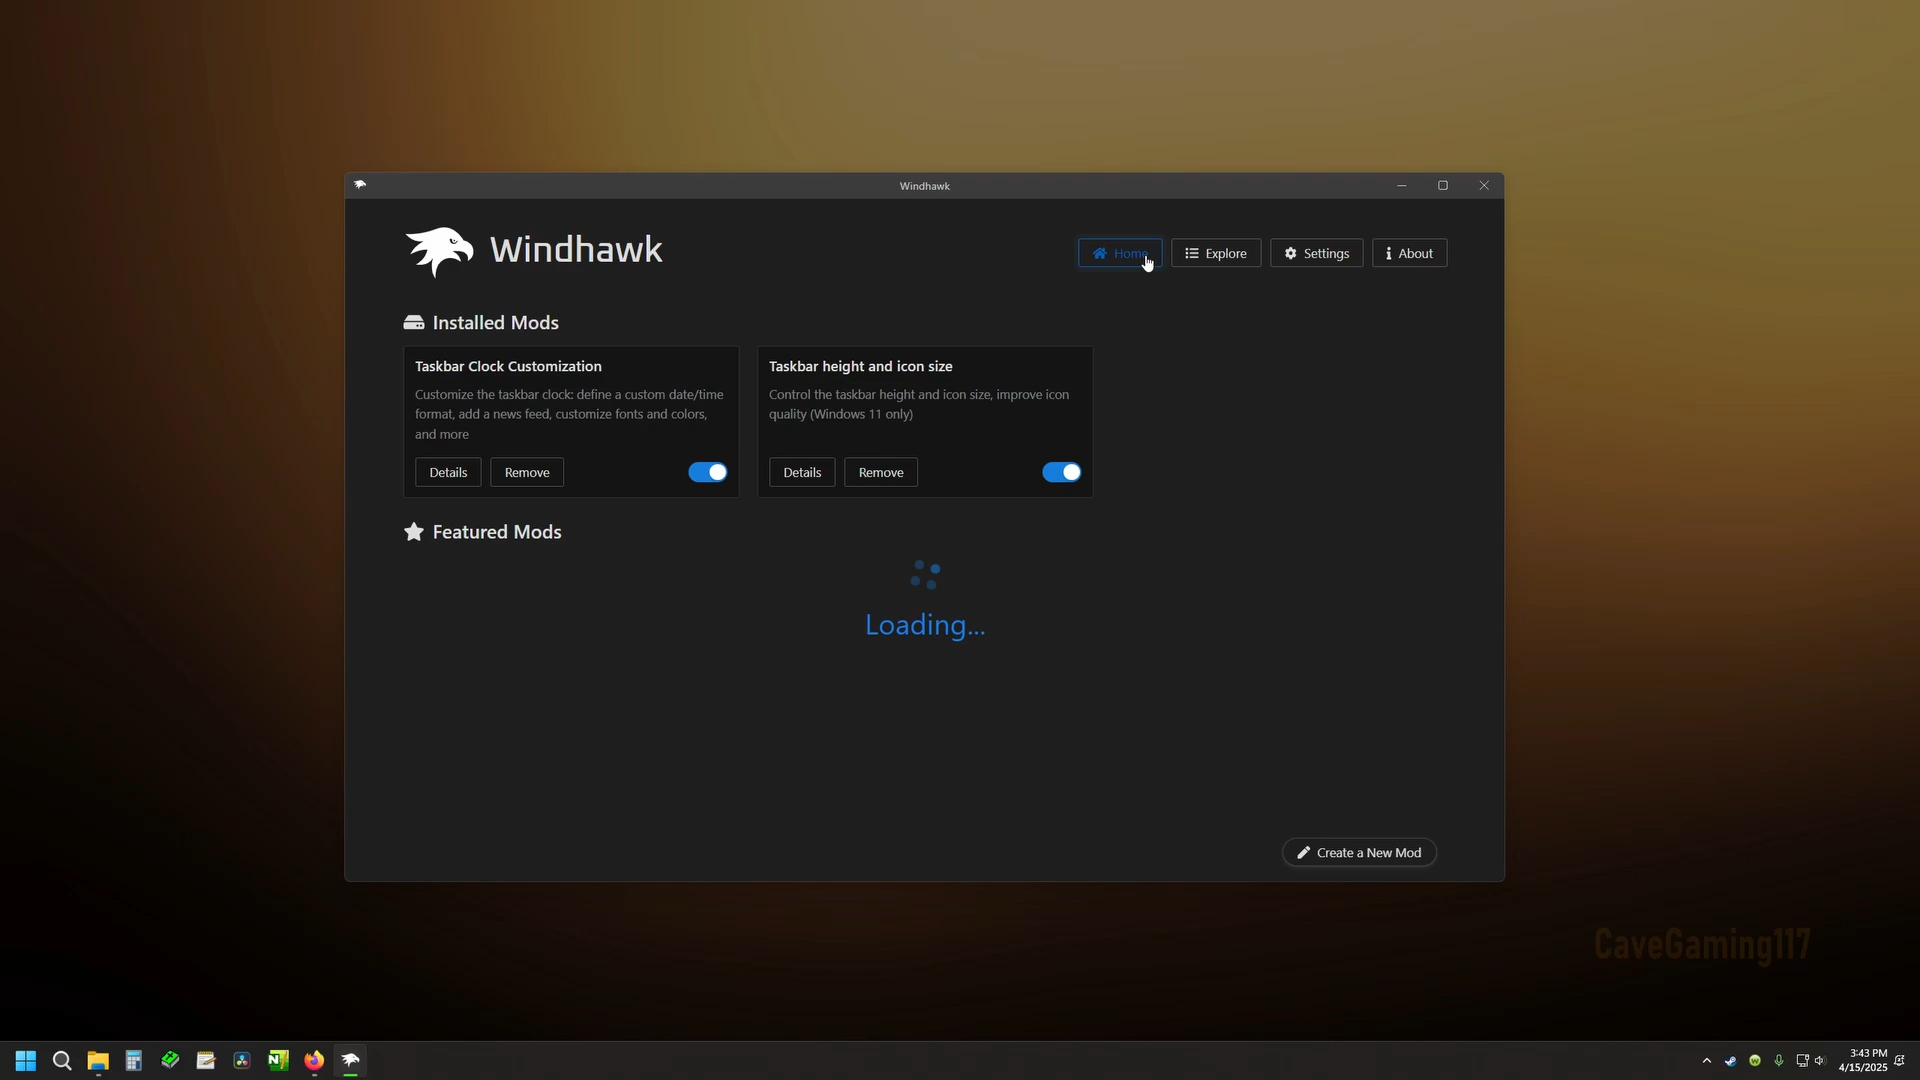 Windhawk
Windhawk
Home
Explore
Settings
About
Installed Mods
Taskbar Clock Customization
Customize the taskbar clock: define a custom date/time
format, add a news feed, customize fonts and colors,
and more
Details
Remove
Taskbar height and icon size
Control the taskbar height and icon size, improve icon
quality (Windows 11 only)
Details
Remove
Featured Mods
Loading...
Create a New Mod
CaveGaming117
3:43 PM
4/15/2025